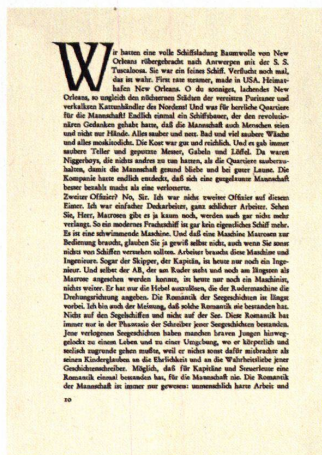 Wir hatten eine volle Schiffsladung Baumwolle von New
Orleans rübergebracht nach Antwerpen mit der S. S.
Tuscaloosa. Sie war ein feines Schiff. Verflucht noch mal,
das ist wahr. First rate steamer, made in USA. Heimats-
hafen New Orleans. O du sonniges, lachendes New
Orleans, so ungleich den nüchternen Städten der vereisten Puritaner und
verkalkten Kattunhändler des Nordens! Und was für herrliche Quartiere
für die Mannschaft! Endlich einmal ein Schiffsbauer, der den revolutio-
nären Gedanken gehabt hatte, daß die Mannschaft auch Menschen seien
und nicht nur Hände. Alles sauber und nett. Bad und viel saubere Wäsche
und alles moskitodicht. Die Kost war gut und reichlich. Und es gab immer
saubere Teller und geputzte Messer, Gabeln und Löffel. Da waren
Niggerboys, die nichts andres zu tun hatten, als die Quartiere sauberzu-
halten, damit die Mannschaft gesund bliebe und bei guter Laune. Die
Kompanie hatte endlich entdeckt, daß sich eine gutgelaunte Mannschaft
besser bezahlt macht als eine verlotterte.
Zweiter Offizier? No, Sir. Ich war nicht zweiter Offizier auf diesem
Eimer. Ich war einfacher Deckarbeiter, ganz schlichter Arbeiter. Sehen
Sie, Herr, Matrosen gibt es ja kaum noch, werden auch gar nicht mehr
verlangt. So ein modernes Frachtschiff ist gar kein eigentliches Schiff mehr.
Es ist eine schwimmende Maschine. Und daß eine Maschine Matrosen zur
Bedienung braucht, glauben Sie ja gewiß selbst nicht, auch wenn Sie sonst
nichts von Schiffen verstehen sollten. Arbeiter braucht diese Maschine und
Ingenieure. Sogar der Skipper, der Kapitän, ist heute nur noch ein Inge-
nieur. Und selbst der AB, der am Ruder steht und noch am längsten als
Matrose angesehen werden konnte, ist heute nur noch ein Maschinist,
nichts weiter. Er hat nur die Hebel auszulösen, die der Rudermaschine die
Drehungsrichtung angeben. Die Romantik der Seegeschichten ist längst
vorbei. Ich bin auch der Meinung, daß solche Romantik nie bestanden hat.
Nicht auf den Segelschiffen und nicht auf der See. Diese Romantik hat
immer nur in der Phantasie der Schreiber jener Seegeschichten bestanden.
Jene verlogenen Seegeschichten haben manchen braven Jungen hinweg-
gelockt zu einem Leben und zu einer Umgebung, wo er körperlich und
seelisch zugrunde gehen mußte, weil er nichts sonst dafür mitbrachte als
seinen Kinderglauben an die Ehrlichkeit und an die Wahrheitsliebe jener
Geschichtenschreiber. Möglich, daß für Kapitäne und Steuerleute eine
Romantik einmal bestanden hat, für die Mannschaft nie. Die Romantik
der Mannschaft ist immer nur gewesen: unmenschlich harte Arbeit und
10